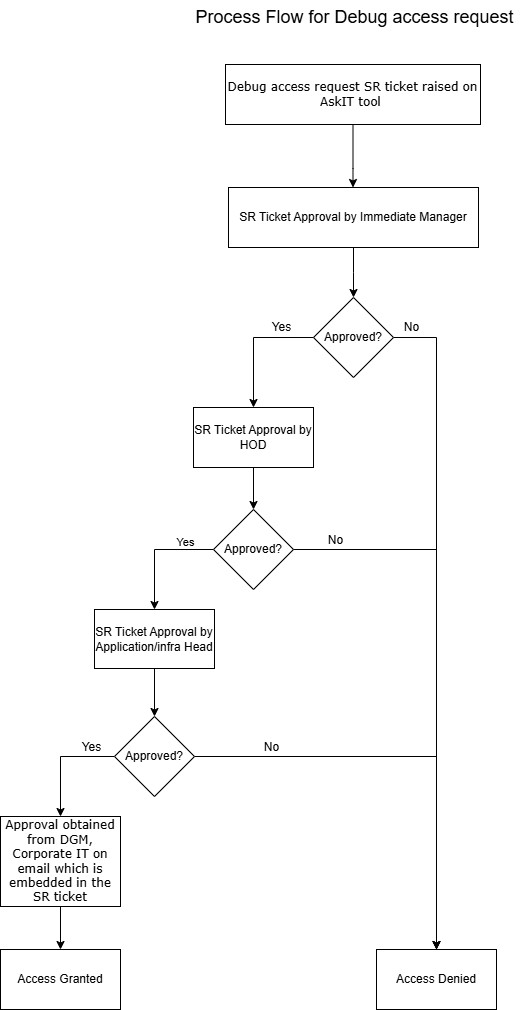 Process Flow for Debug access request
Debug access request SR ticket raised on
AskIT tool
SR Ticket Approval by Immediate Manager
Yes
Approved?
No
SR Ticket Approval by
HOD
Yes
Approved?
No
SR Ticket Approval by
Application/infra Head
Yes
Approved?
No
Approval obtained
from DGM,
Corporate IT on
email which is
embedded in the
SR ticket
Access Granted
Access Denied